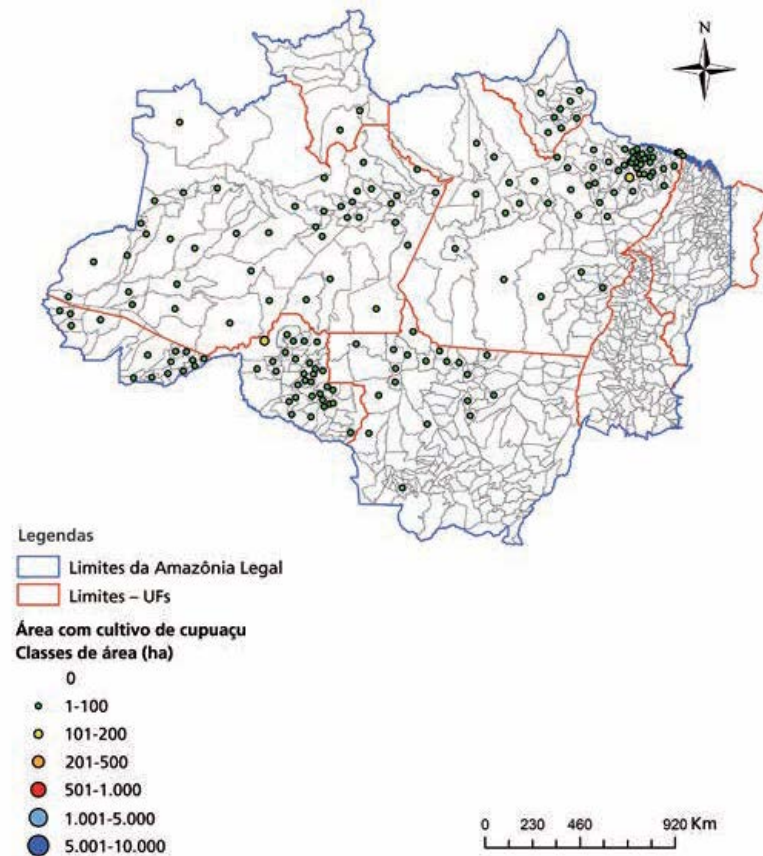 N
Legendas
Limites da Amazônia Legal
Limites – UFs
Área com cultivo de cupuaçu
Classes de área (ha)
0
1-100
101-200
201-500
501-1.000
1.001-5.000
5.001-10.000
0 230 460 920 Km